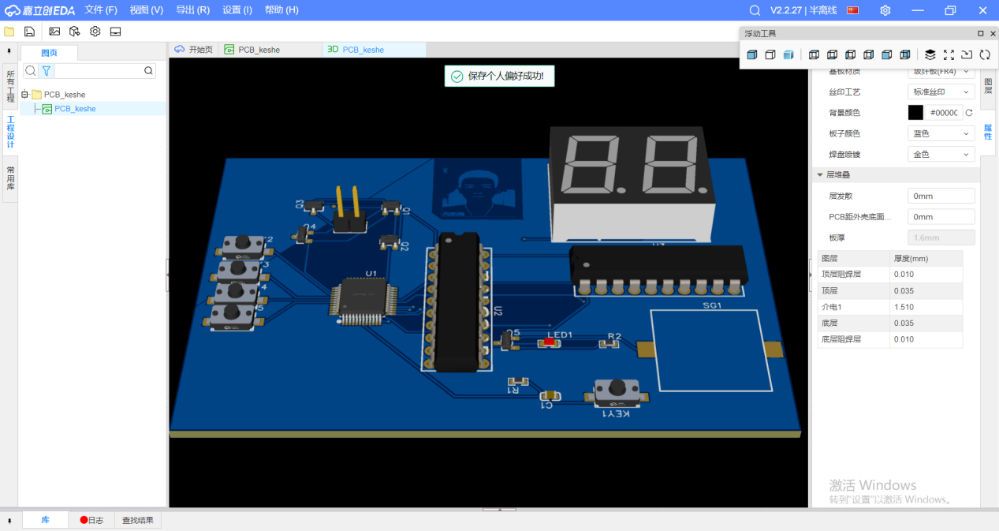 嘉立创EDA 文件 (F) 视图 (V) 导出 (R) 设置 (I) 帮助 (H) V2.2.27 | 半离线
浮动工具
图页
开始页
PCB_keshe
3D PCB_keshe
所有工程
工程设计
常用库
PCB_keshe
PCB_keshe
保存个人偏好成功!
基板材质 玻纤板(FR4)
丝印工艺 标准丝印
背景颜色 #0000C
板子颜色 蓝色
焊盘喷镀 金色
图层
属性
层堆叠
层发散 0mm
PCB距外壳底面... 0mm
板厚 1.6mm
图层 厚度(mm)
顶层阻焊层 0.010
顶层 0.035
介电1 1.510
底层 0.035
底层阻焊层 0.010
Q3
Q1
Q4
Q2
U1
U2
SG1
LED1
R2
R1
C1
KEY1
激活 Windows
转到"设置"以激活 Windows。
库 日志 查找结果